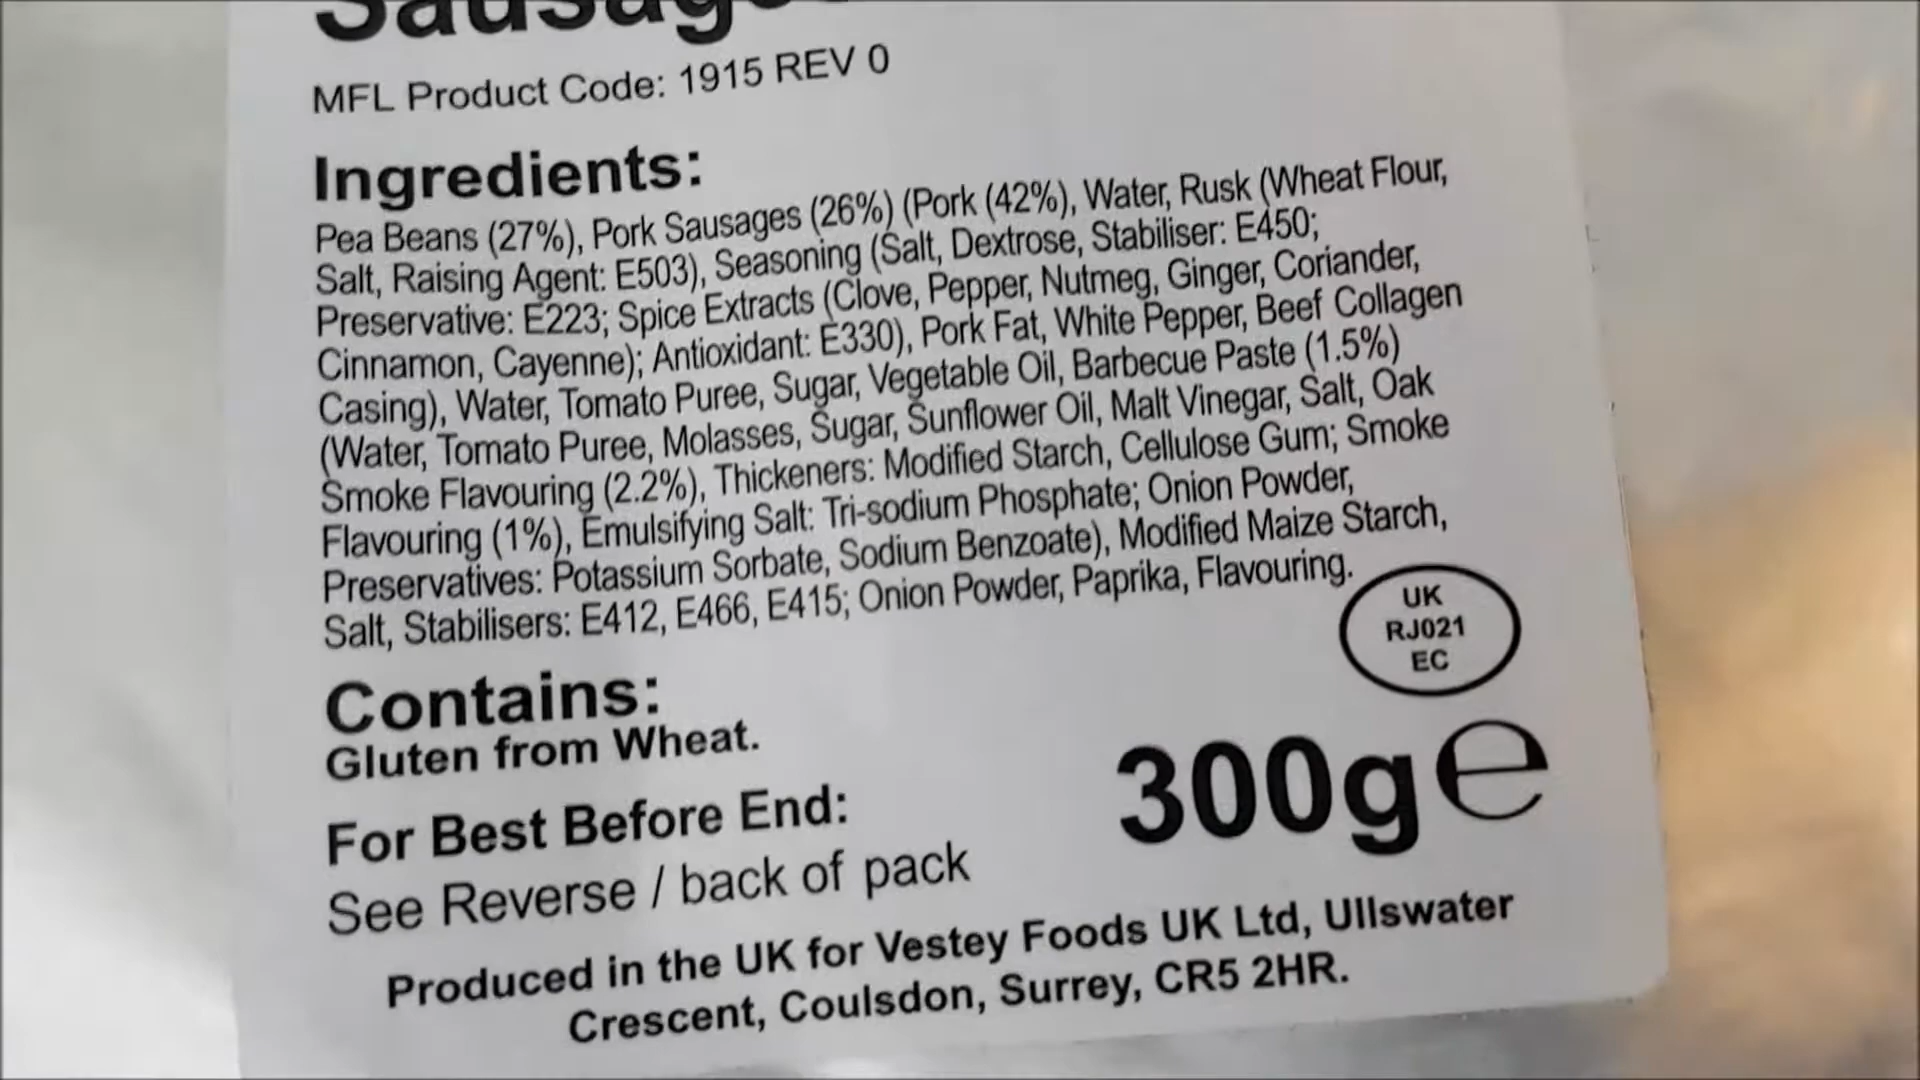 Sausage
MFL Product Code: 1915 REV 0
Ingredients:
Pea Beans (27%), Pork Sausages (26%) (Pork (42%), Water, Rusk (Wheat Flour,
Salt, Raising Agent: E503), Seasoning (Salt, Dextrose, Stabiliser: E450;
Preservative: E223; Spice Extracts (Clove, Pepper, Nutmeg, Ginger, Coriander,
Cinnamon, Cayenne); Antioxidant: E330), Pork Fat, White Pepper, Beef Collagen
Casing), Water, Tomato Puree, Sugar, Vegetable Oil, Barbecue Paste (1.5%)
(Water, Tomato Puree, Molasses, Sugar, Sunflower Oil, Malt Vinegar, Salt, Oak
Smoke Flavouring (2.2%), Thickeners: Modified Starch, Cellulose Gum; Smoke
Flavouring (1%), Emulsifying Salt: Tri-sodium Phosphate; Onion Powder,
Preservatives: Potassium Sorbate, Sodium Benzoate), Modified Maize Starch,
Salt, Stabilisers: E412, E466, E415; Onion Powder, Paprika, Flavouring.
UK
RJ021
EC
Contains:
Gluten from Wheat.
For Best Before End:
See Reverse / back of pack
300g e
Produced in the UK for Vestey Foods UK Ltd, Ullswater
Crescent, Coulsdon, Surrey, CR5 2HR.